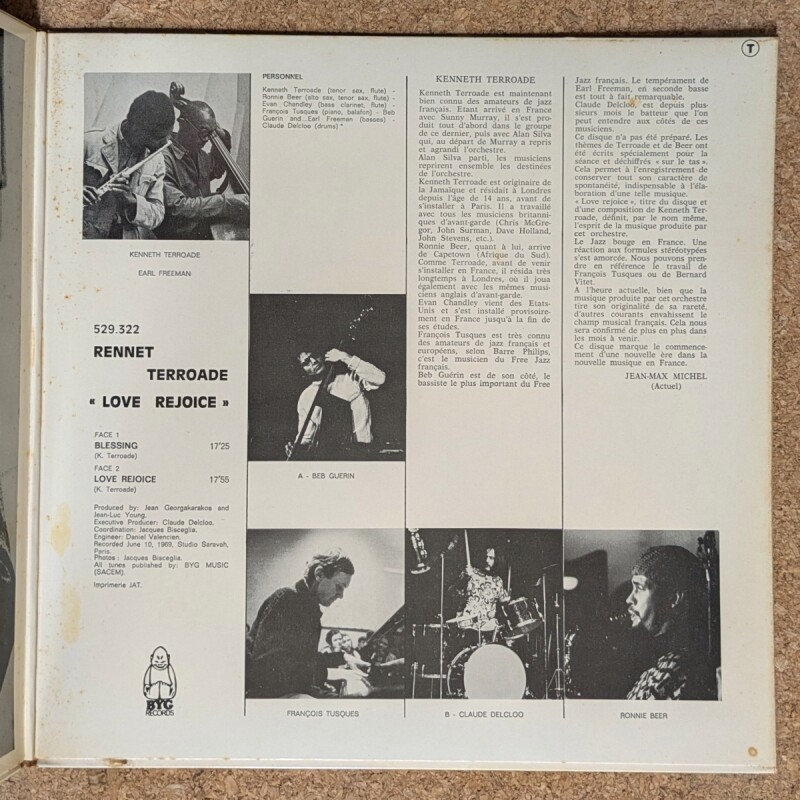 T
PERSONNEL
Kenneth Terroade (tenor sax, flute) -
Ronnie Beer (alto sax, tenor sax, flute) -
Evan Chandley (bass clarinet, flute) -
François Tusques (piano, balafon) - Beb
Guerin and Earl Freeman (basses) -
Claude Delcloo (drums)
KENNETH TERROADE
EARL FREEMAN
529.322
RENNET
TERROADE
« LOVE REJOICE »
FACE 1
BLESSING 17'25
(K. Terroade)
FACE 2
LOVE REJOICE 17'55
(K. Terroade)
Produced by: Jean Georgakarakos and
Jean-Luc Young.
Executive Producer: Claude Delcloo.
Coordination: Jacques Bisceglia.
Engineer: Daniel Valencien.
Recorded June 10, 1969, Studio Saravah,
Paris.
Photos : Jacques Bisceglia.
All tunes published by: BYG MUSIC
(SACEM).
Imprimerie JAT.
BYG
RECORDS
A - BEB GUERIN
FRANÇOIS TUSQUES
KENNETH TERROADE
Kenneth Terroade est maintenant
bien connu des amateurs de jazz
français. Etant arrivé en France
avec Sunny Murray, il s'est pro-
duit tout d'abord dans le groupe
de ce dernier, puis avec Alan Silva
qui, au départ de Murray a repris
et agrandi l'orchestre.
Alan Silva parti, les musiciens
reprirent ensemble les destinées
de l'orchestre.
Kenneth Terroade est originaire de
la Jamaïque et résidait à Londres
depuis l'âge de 14 ans, avant de
s'installer à Paris. Il a travaillé
avec tous les musiciens britanni-
ques d'avant-garde (Chris McGre-
gor, John Surman, Dave Holland,
John Stevens, etc.).
Ronnie Beer, quant à lui, arrive
de Capetown (Afrique du Sud).
Comme Terroade, avant de venir
s'installer en France, il résida très
longtemps à Londres, où il joua
également avec les mêmes musi-
ciens anglais d'avant-garde.
Evan Chandley vient des Etats-
Unis et s'est installé provisoire-
ment en France jusqu'à la fin de
ses études.
François Tusques est très connu
des amateurs de jazz français et
européens, selon Barre Philips,
c'est le musicien du Free Jazz
français.
Beb Guérin est de son côté, le
bassiste le plus important du Free
Jazz français. Le tempérament de
Earl Freeman, en seconde basse
est tout à fait remarquable.
Claude Delcloo, est depuis plus-
sieurs mois le batteur que l'on
peut entendre aux côtés de ces
musiciens.
Ce disque n'a pas été préparé. Les
thèmes de Terroade et de Beer ont
été écrits spécialement pour la
séance et déchiffrés « sur le tas ».
Cela permet à l'enregistrement de
conserver tout son caractère de
spontanéité, indispensable à l'éla-
boration d'une telle musique.
« Love rejoice », titre du disque et
d'une composition de Kenneth Ter-
roade, définit, par le nom même,
l'esprit de la musique produite par
cet orchestre.
Le Jazz bouge en France. Une
réaction aux formules stéréotypées
s'est amorcée. Nous pouvons pren-
dre en référence le travail de
François Tusques ou de Bernard
Vitet.
A l'heure actuelle, bien que la
musique produite par cet orchestre
tire son originalité de sa rareté,
d'autres courants envahissent le
champ musical français. Cela nous
sera confirmé de plus en plus dans
les mois à venir.
Ce disque marque le commence-
ment d'une nouvelle ère dans la
nouvelle musique en France.
JEAN-MAX MICHEL
(Actuel)
B - CLAUDE DELCLOO
RONNIE BEER